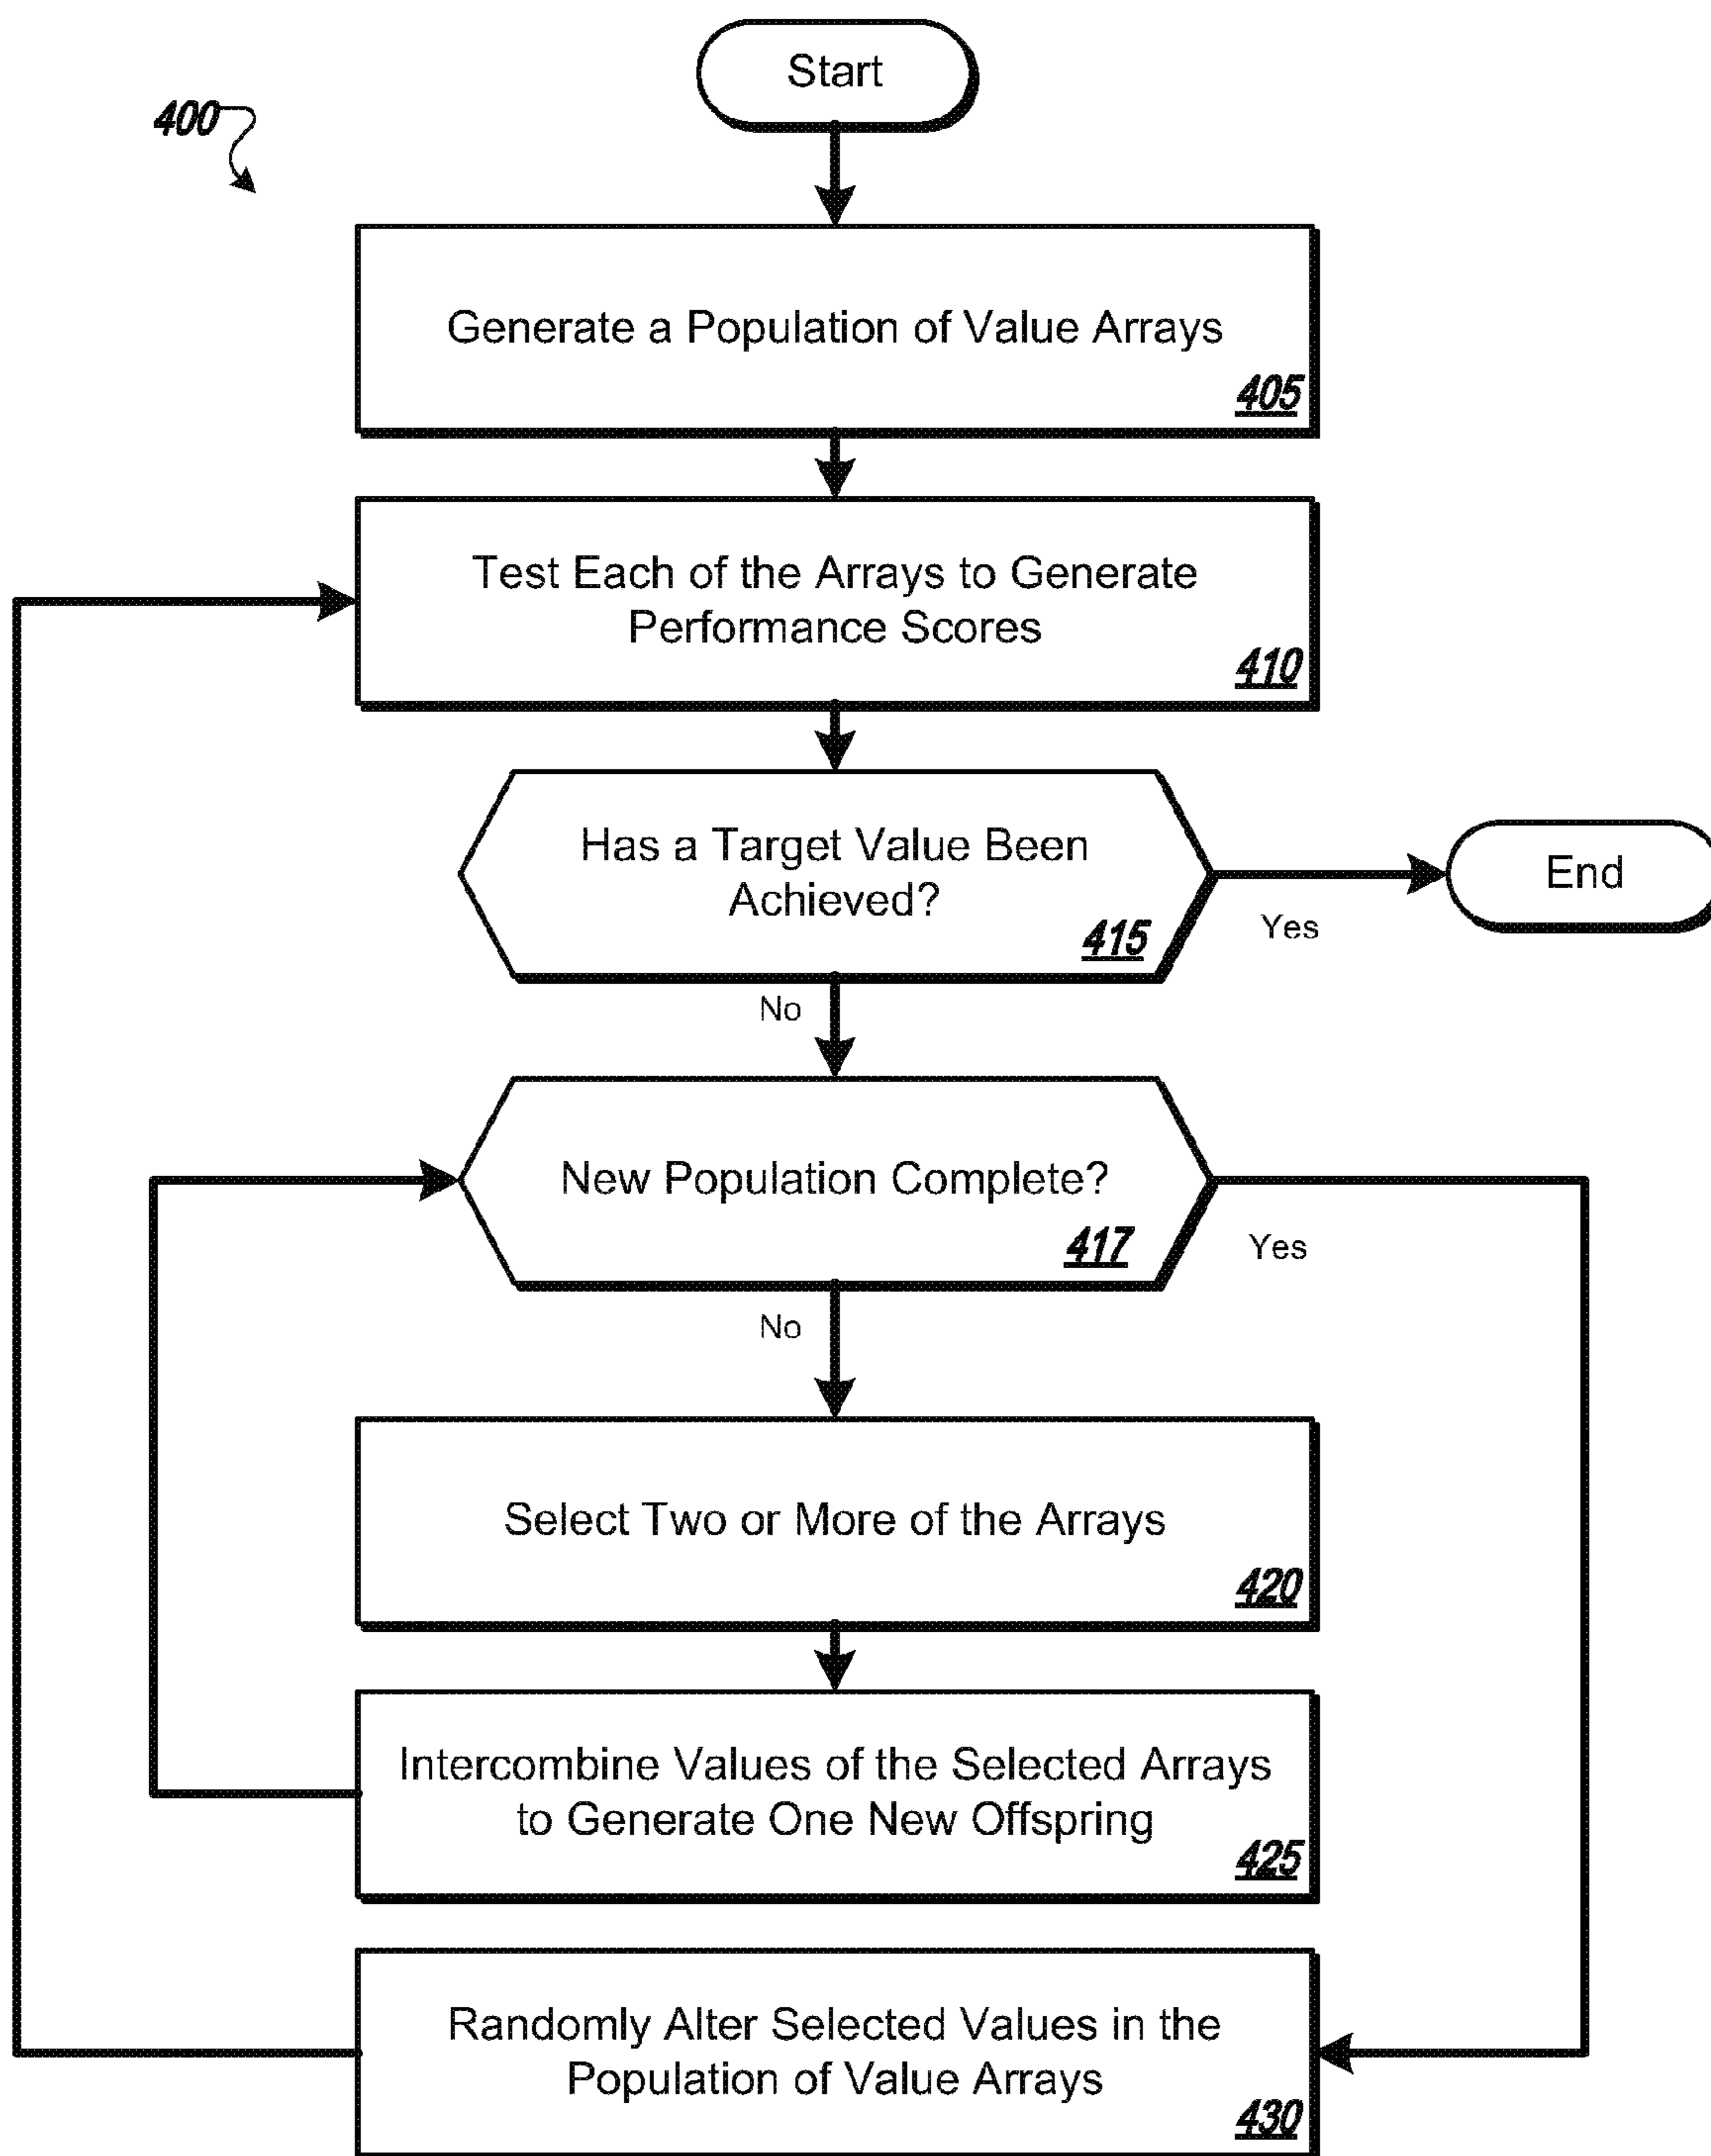 Start
400
Generate a Population of Value Arrays
405
Test Each of the Arrays to Generate
Performance Scores
410
Has a Target Value Been
Achieved?
415
Yes
End
No
New Population Complete?
417
Yes
No
Select Two or More of the Arrays
420
Intercombine Values of the Selected Arrays
to Generate One New Offspring
425
Randomly Alter Selected Values in the
Population of Value Arrays
430